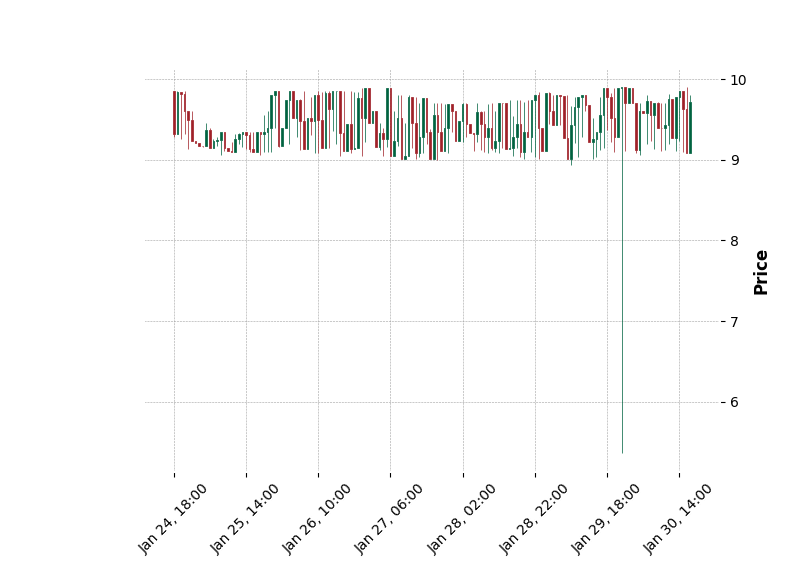 10
9
8
7
6
Price
Jan 24, 18:00
Jan 25, 14:00
Jan 26, 10:00
Jan 27, 06:00
Jan 28, 02:00
Jan 28, 22:00
Jan 29, 18:00
Jan 30, 14:00